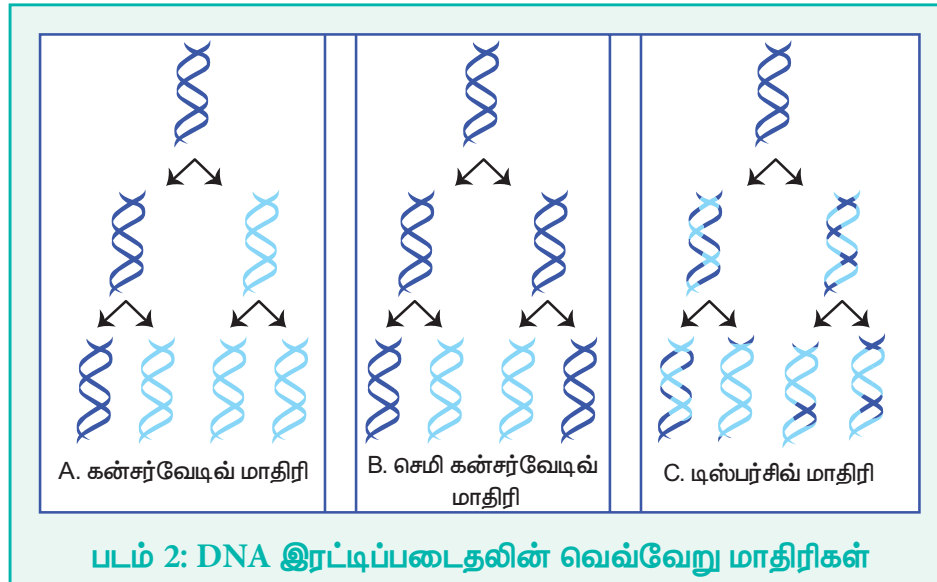 A. கன்சர்வேடிவ் மாதிரி
B. செமி கன்சர்வேடிவ்
மாதிரி
C. டிஸ்பர்சிவ் மாதிரி
படம் 2: DNA இரட்டிப்படைதலின் வெவ்வேறு மாதிரிகள்